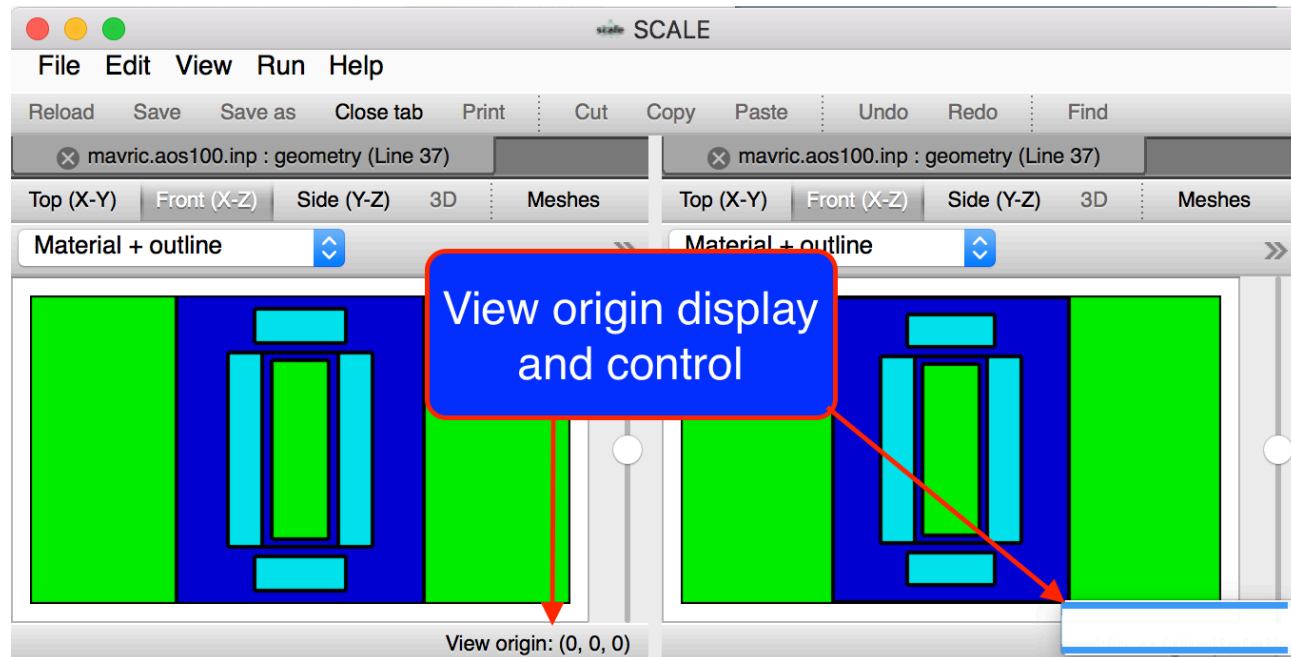 scale SCALE
File Edit View Run Help
Reload Save Save as Close tab Print Cut Copy Paste Undo Redo Find
mavric.aos100.inp : geometry (Line 37) mavric.aos100.inp : geometry (Line 37)
Top (X-Y) Front (X-Z) Side (Y-Z) 3D Meshes Top (X-Y) Front (X-Z) Side (Y-Z) 3D Meshes
Material + outline Material + outline
View origin display
and control
View origin: (0, 0, 0)